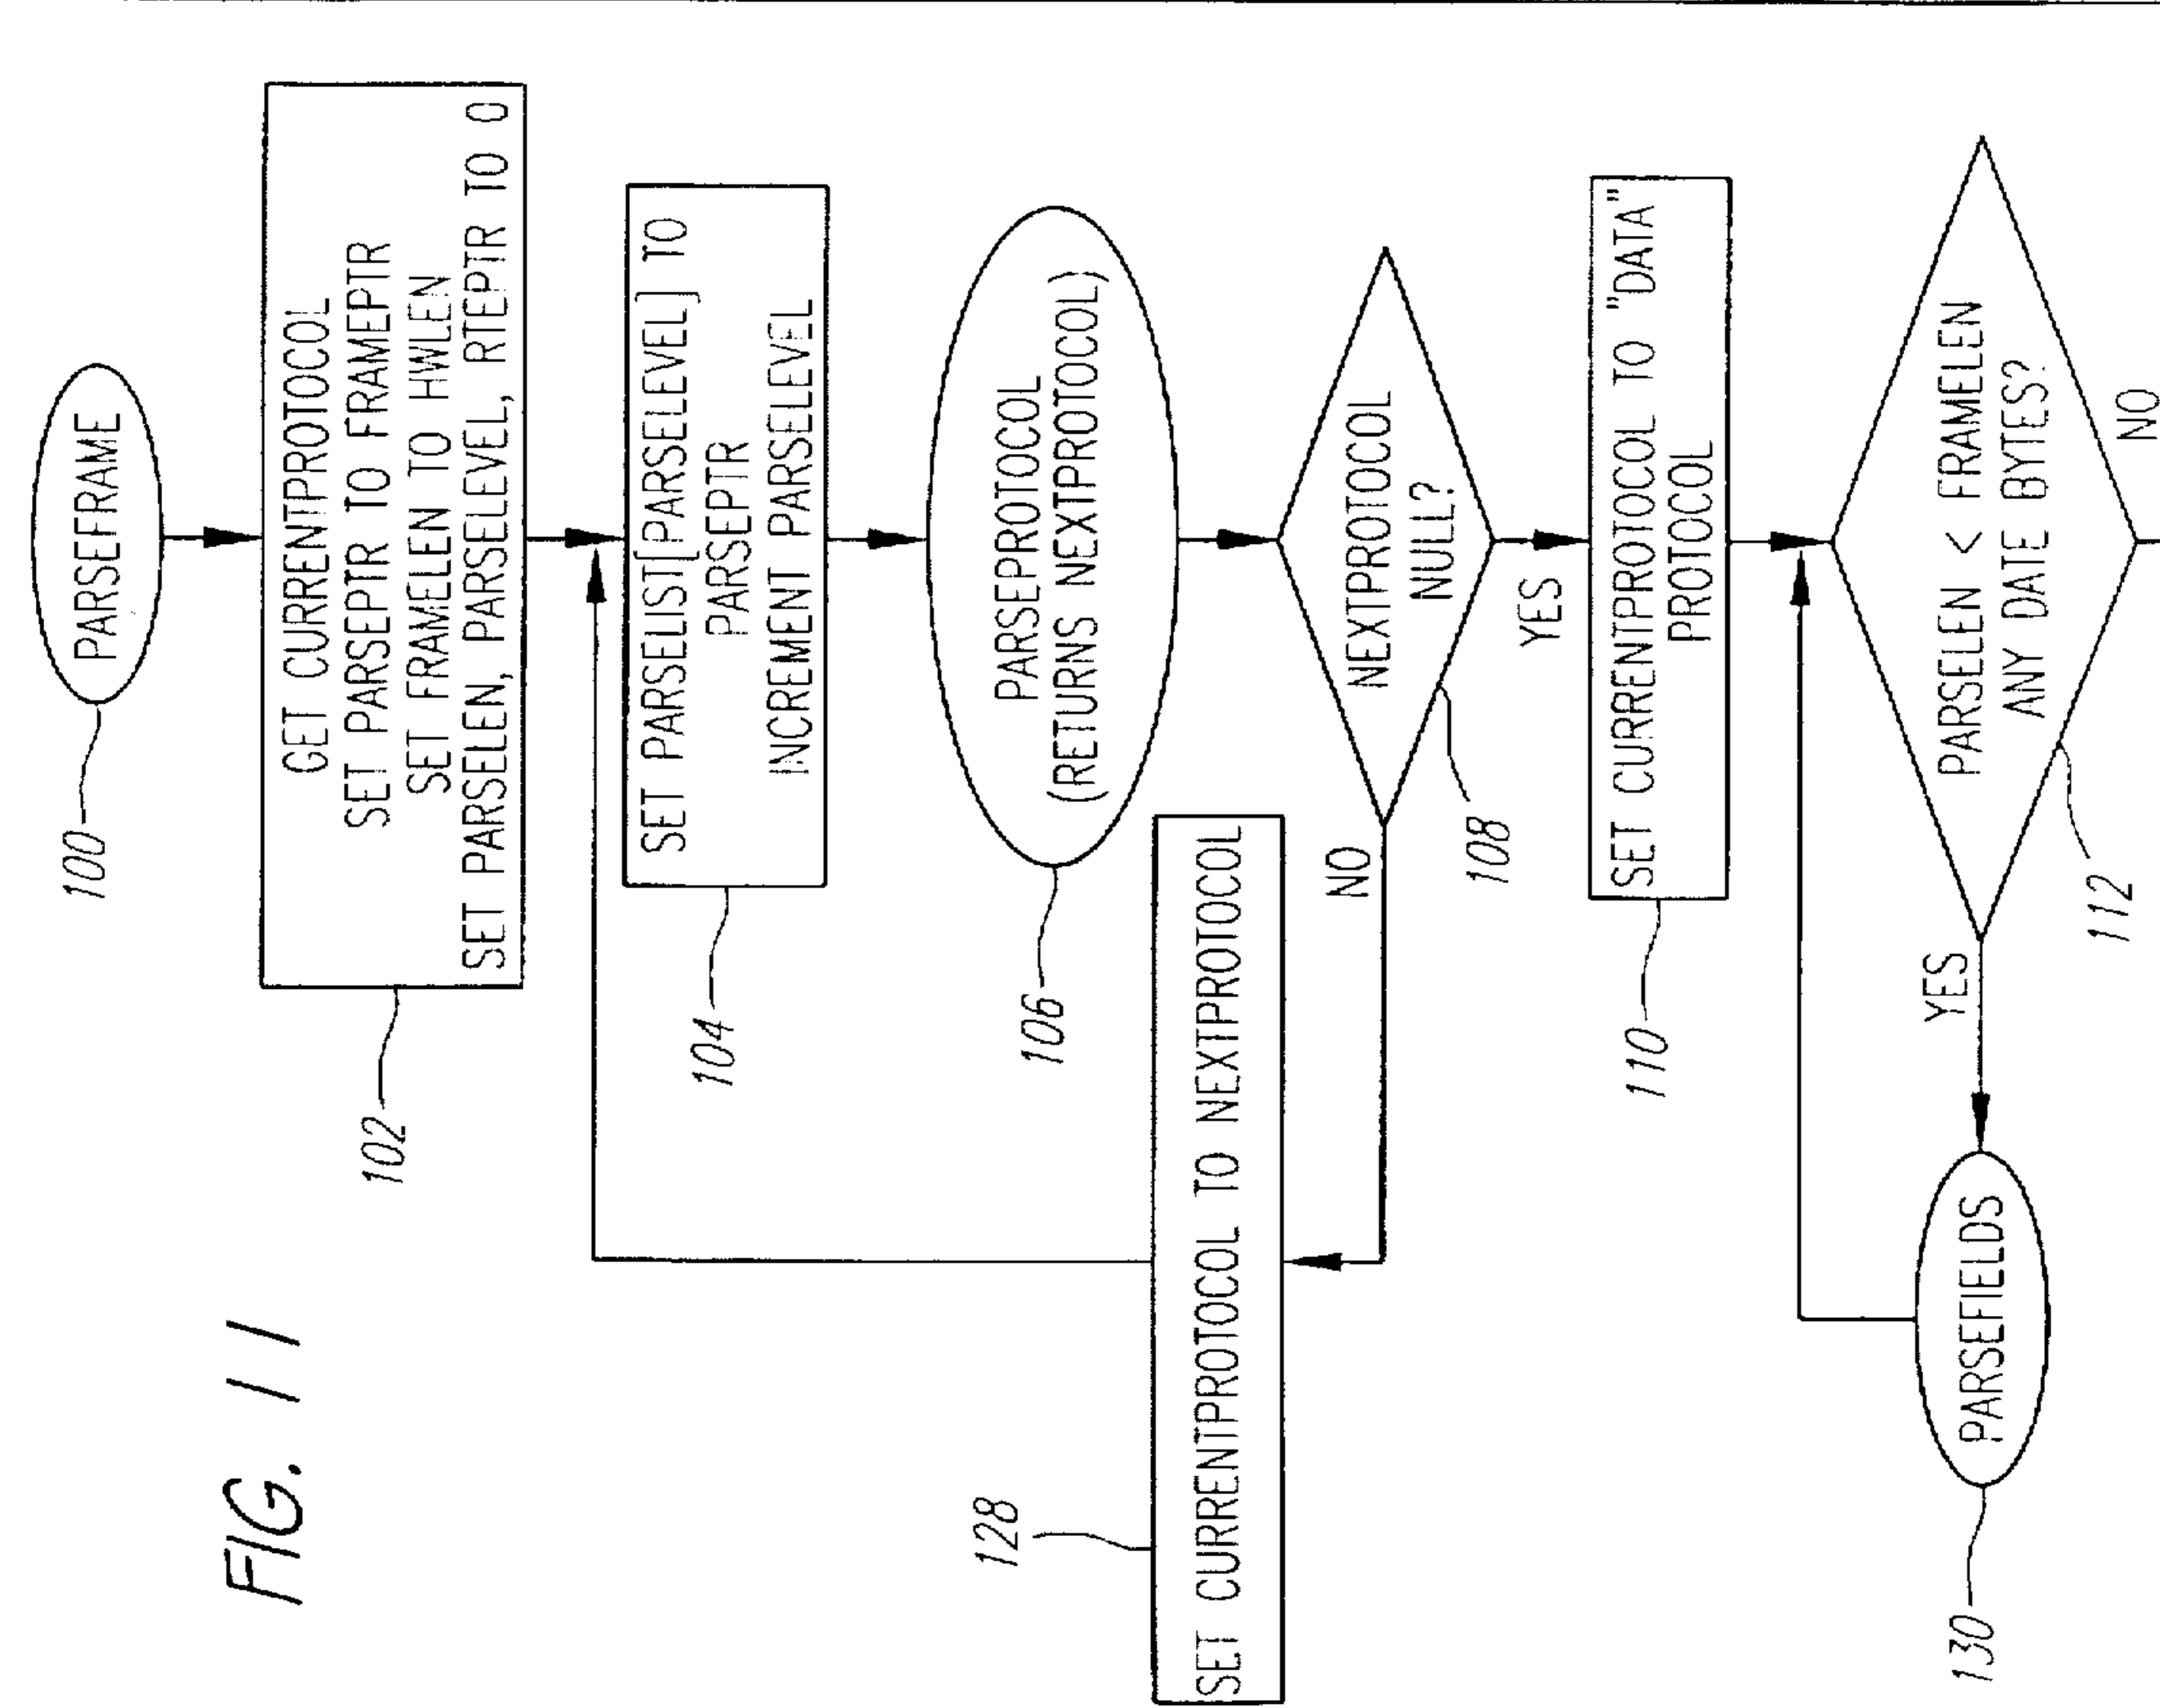 FIG. 11
100
PARSEFRAME
102
GET CURRENTPROTOCOL
SET PARSEPTR TO FRAMEPTR
SET FRAMELEN TO HWLEN
SET PARSELEN, PARSELEVEL, RTEPTR TO 0
104
SET PARSELIST[PARSELEVEL] TO
PARSEPTR
INCREMENT PARSELEVEL
106
PARSEPROTOCOL
(RETURNS NEXTPROTOCOL)
128
SET CURRENTPROTOCOL TO NEXTPROTOCOL
NO
NEXTPROTOCOL
NULL?
108
YES
110
SET CURRENTPROTOCOL TO "DATA"
PROTOCOL
130
PARSEFIELDS
YES
PARSELEN < FRAMELEN
ANY DATE BYTES?
112
NO